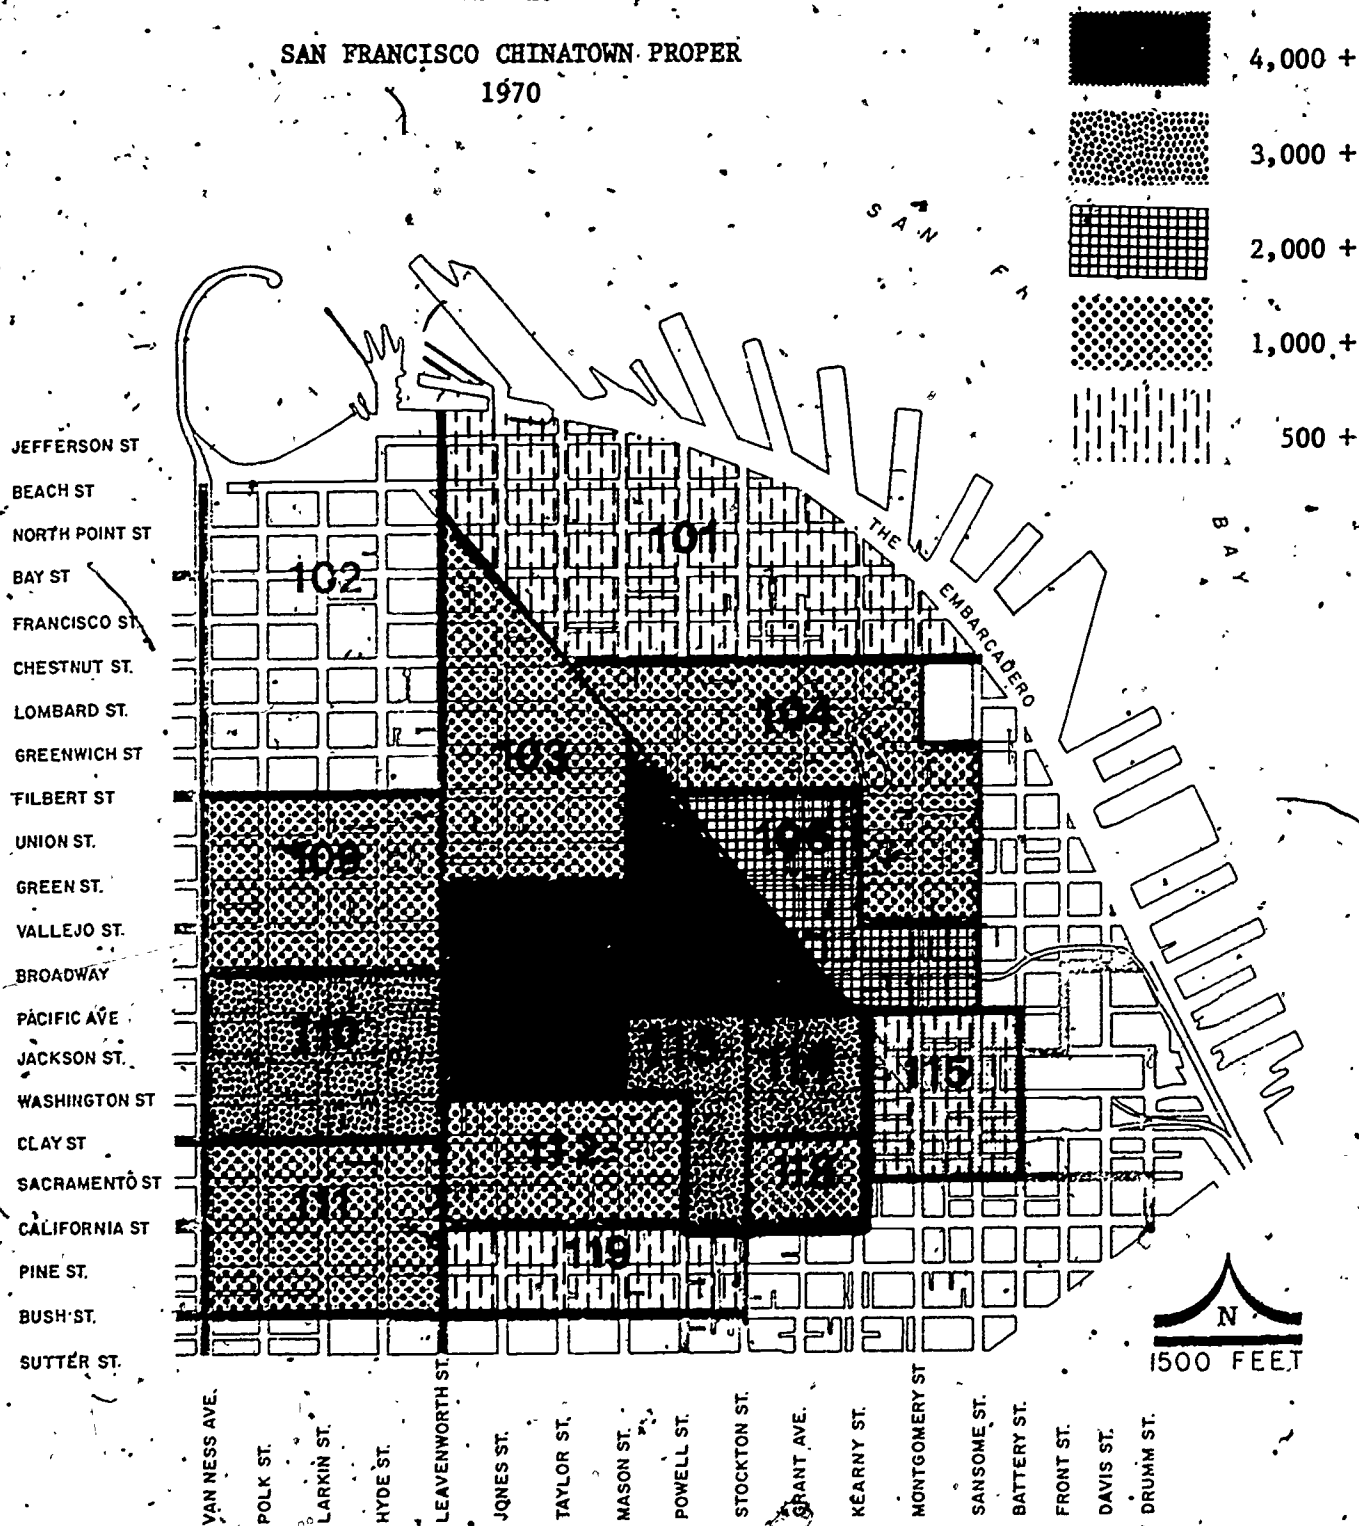 SAN FRANCISCO CHINATOWN PROPER
1970
4,000 +
3,000 +
2,000 +
1,000 +
500 +
SAN
BAY
THE EMBARCADERO
JEFFERSON ST
BEACH ST
NORTH POINT ST
BAY ST
FRANCISCO ST.
CHESTNUT ST.
LOMBARD ST.
GREENWICH ST
FILBERT ST
UNION ST.
GREEN ST.
VALLEJO ST.
BROADWAY
PACIFIC AVE
JACKSON ST.
WASHINGTON ST
CLAY ST
SACRAMENTO ST
CALIFORNIA ST
PINE ST.
BUSH ST.
SUTTER ST.
101
102
103
104
106
109
110
113
114
115
112
118
111
119
N
1500 FEET
VAN NESS AVE.
POLK ST.
LARKIN ST.
HYDE ST.
LEAVENWORTH ST.
JONES ST.
TAYLOR ST.
MASON ST.
POWELL ST.
STOCKTON ST.
GRANT AVE.
KEARNY ST.
MONTGOMERY ST
SANSOME ST.
BATTERY ST.
FRONT ST.
DAVIS ST.
DRUMM ST.